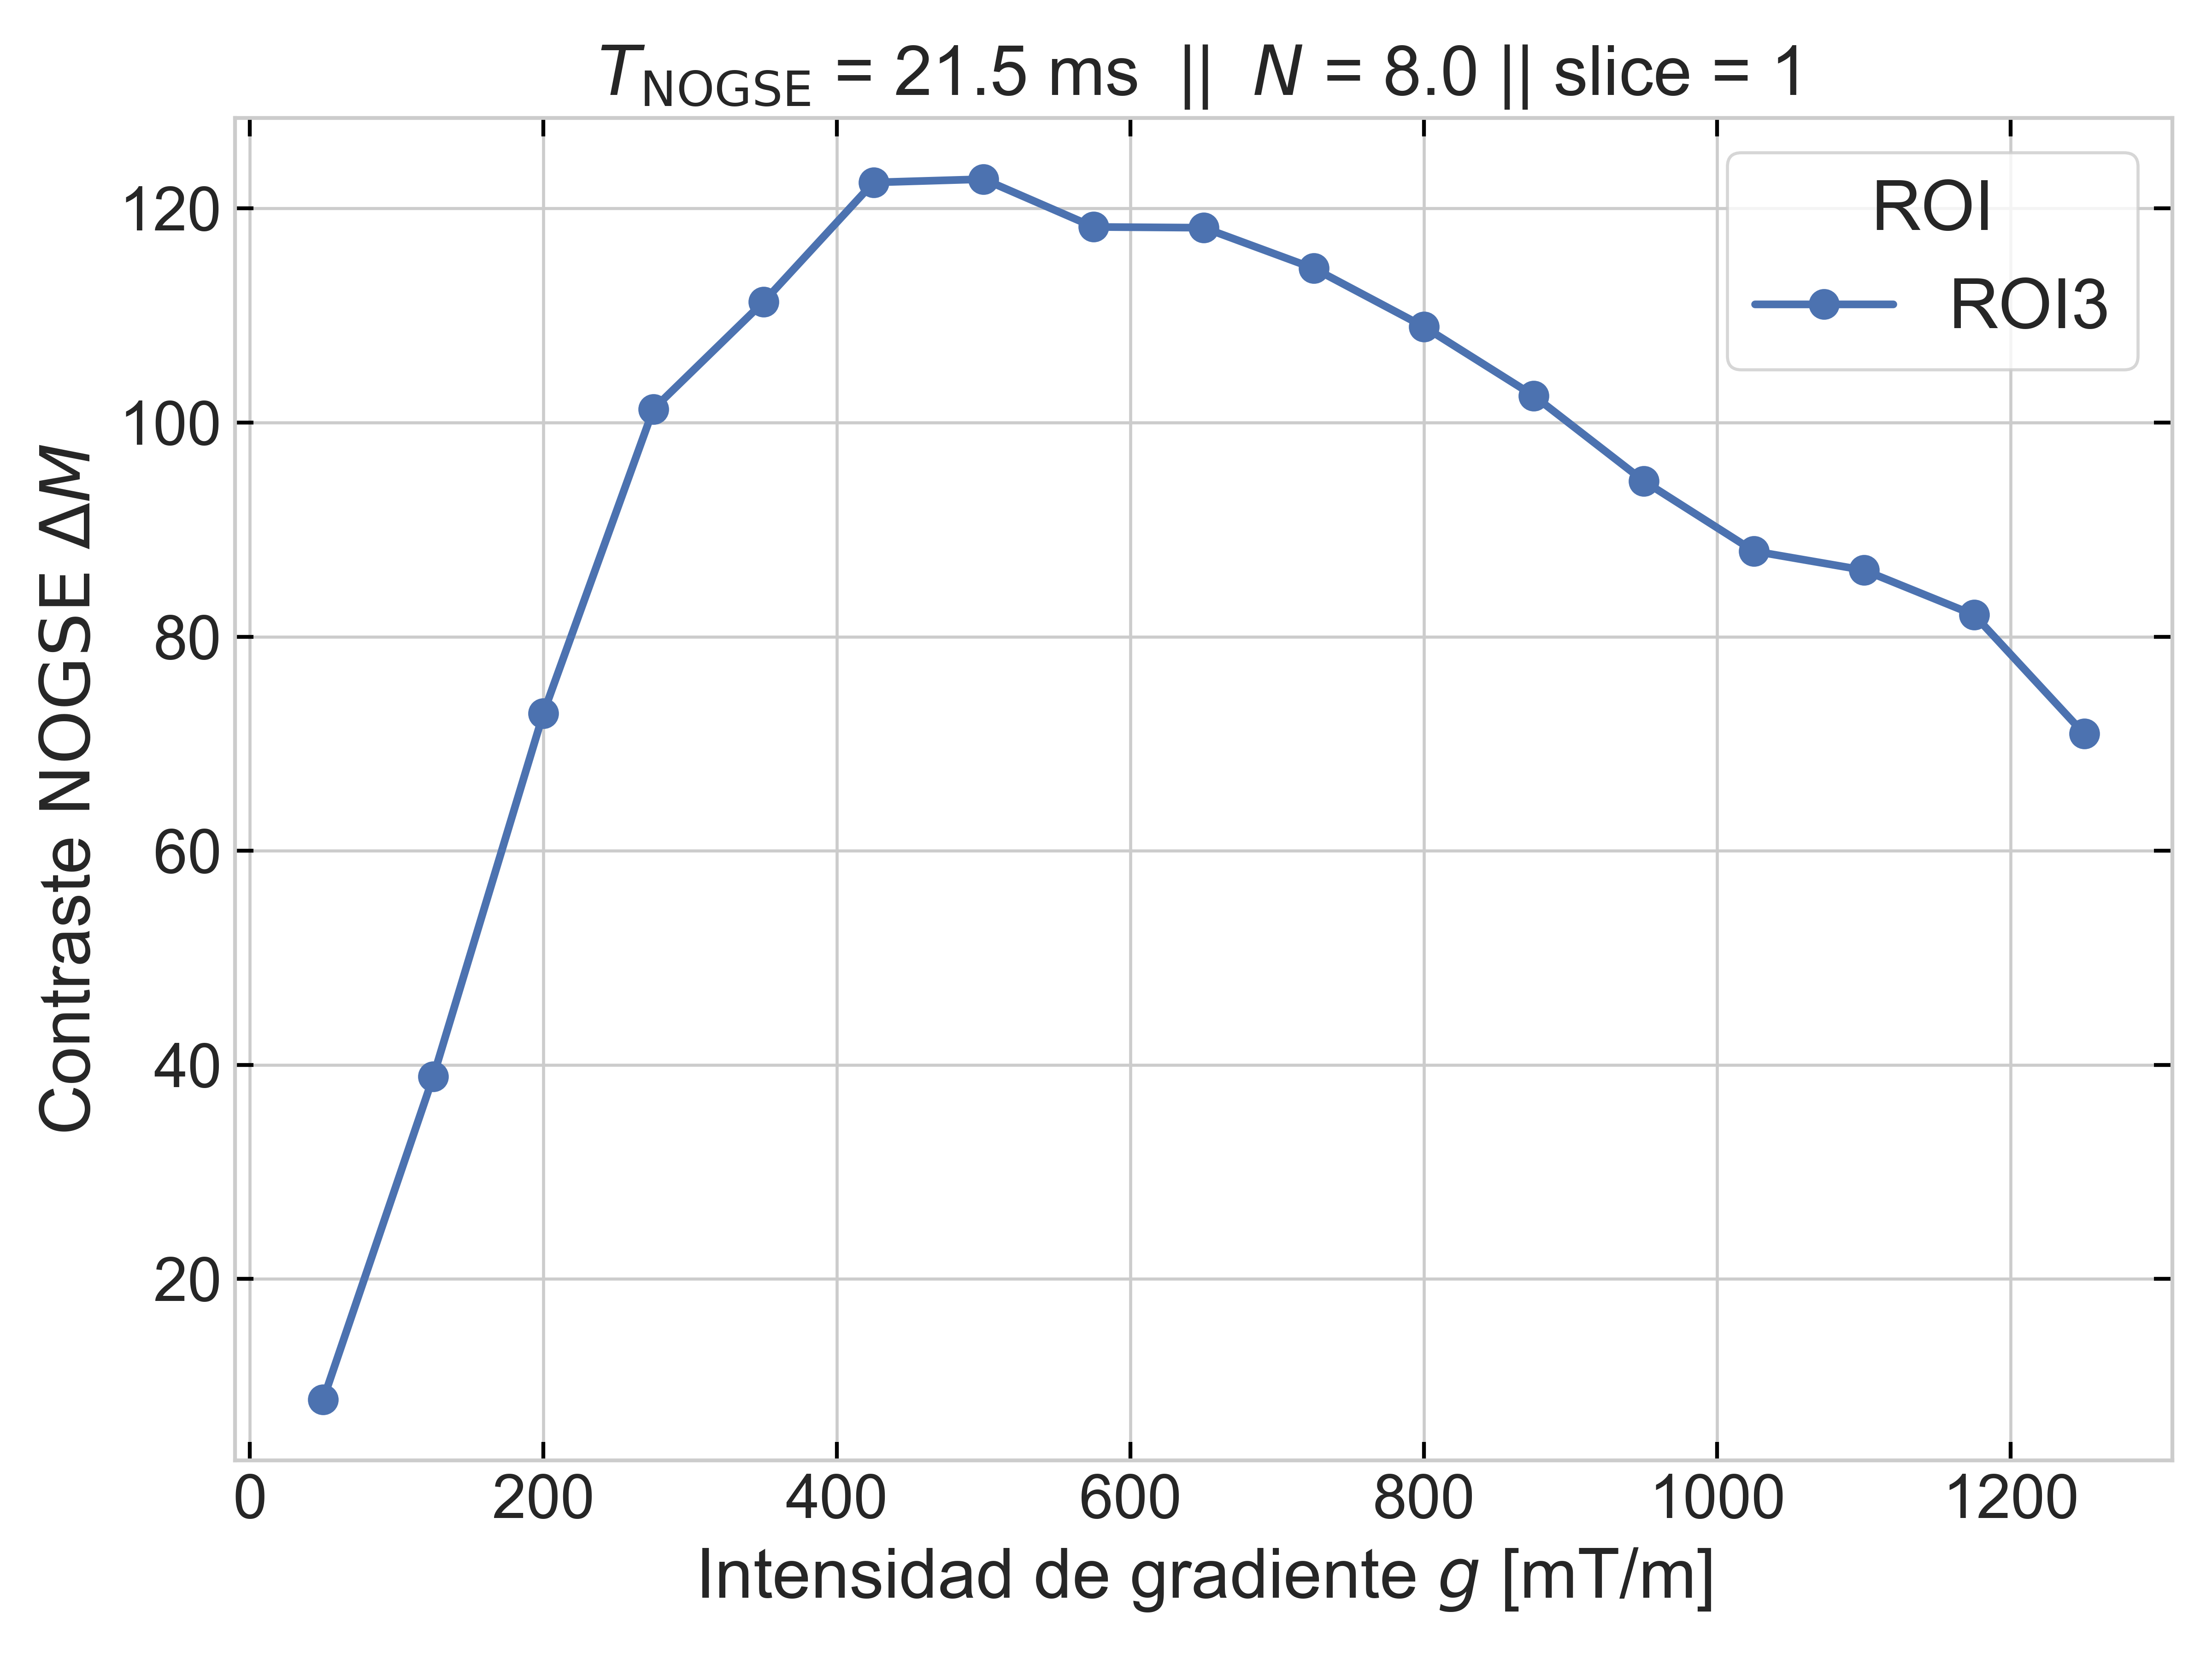 T_NOGSE = 21.5 ms || N = 8.0 || slice = 1
ROI
ROI3
Contraste NOGSE ΔM
120
100
80
60
40
20
0 200 400 600 800 1000 1200
Intensidad de gradiente g [mT/m]